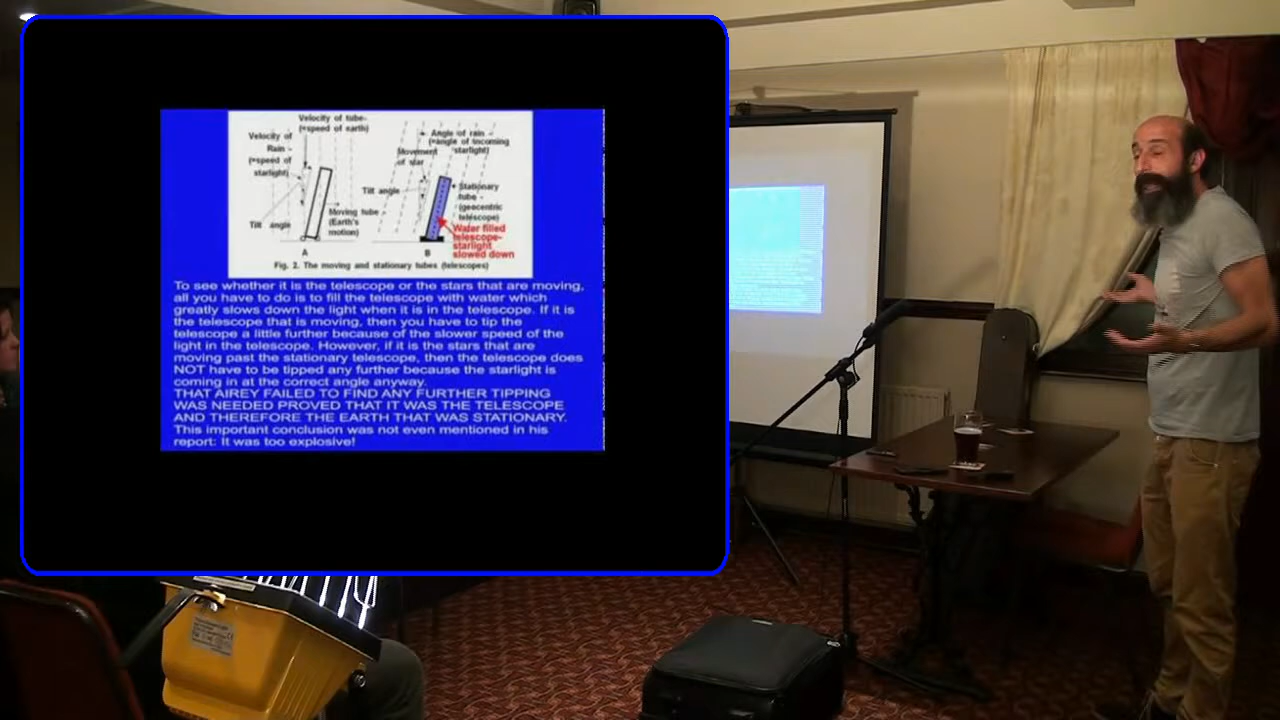 Velocity of tube-
(=speed of earth)
Velocity of
Rain -
(=speed of
starlight)
Tilt angle
Moving tube -
(Earth's
motion)
A
Angle of rain -
(=angle of incoming
starlight)
Movement
of star
Tilt angle
Stationary
tube -
(geocentric
telescope)
Water filled
telescope-
starlight
slowed down
B
Fig. 2. The moving and stationary tubes (telescopes)
To see whether it is the telescope or the stars that are moving,
all you have to do is to fill the telescope with water which
greatly slows down the light when it is in the telescope. If it is
the telescope that is moving, then you have to tip the
telescope a little further because of the slower speed of the
light in the telescope. However, if it is the stars that are
moving past the stationary telescope, then the telescope does
NOT have to be tipped any further because the starlight is
coming in at the correct angle anyway.
THAT AIREY FAILED TO FIND ANY FURTHER TIPPING
WAS NEEDED PROVED THAT IT WAS THE TELESCOPE
AND THEREFORE THE EARTH THAT WAS STATIONARY.
This important conclusion was not even mentioned in his
report: It was too explosive!